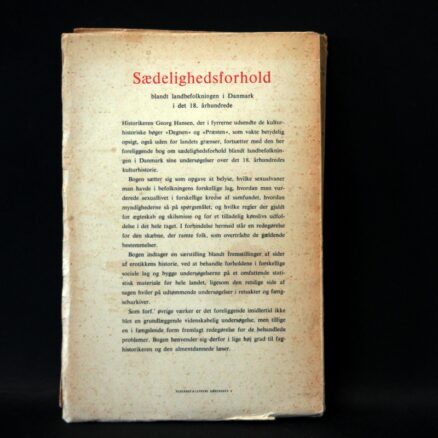 Sædelighedsforhold
blandt landbefolkningen i Danmark
i det 18. århundrede
Historikeren Georg Hansen, der i fyrrerne udsendte de kultur-
historiske bøger »Degnen« og »Præsten«, som vakte betydelig
opsigt, også uden for landets grænser, fortsætter med den her
foreliggende bog om sædelighedsforhold blandt landbefolknin-
gen i Danmark sine undersøgelser over det 18. århundredes
kulturhistorie.
Bogen sætter sig som opgave at belyse, hvilke sexualvaner
man havde i befolkningens forskellige lag, hvordan man vur-
derede sexuallivet i forskellige kredse af samfundet, hvordan
myndighederne så på spørgsmålet, og hvilke regler der gjaldt
for ægteskab og skilsmisse og for et tilladelig kønslivs udfol-
delse i det hele taget. I forbindelse hermed står en redegørelse
for den skæbne, der ramte folk, som overtrådte de gældende
bestemmelser.
Bogen indtager en særstilling blandt fremstillinger af sider
af erotikkens historie, ved at behandle forholdene i forskellige
sociale lag og bygge undersøgelserne på et omfattende stati-
stisk materiale for hele landet, ligesom den retslige side af
sagen hviler på udtømmende undersøgelser i retsakter og fæng-
selsarkiver.
Som forf.' øvrige værker er det foreliggende imidlertid ikke
blot en grundlæggende videnskabelig undersøgelse, men tillige
en i fængslende form fremlagt redegørelse for de behandlede
problemer. Bogen henvender sig derfor i lige høj grad til fag-
historikeren og den almentdannede læser.